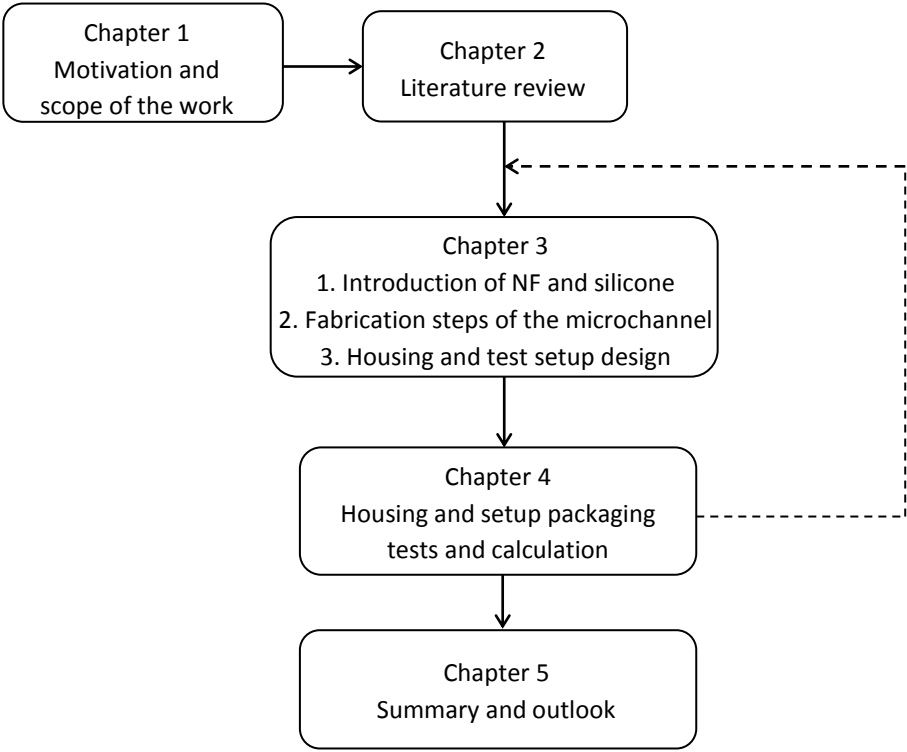 Chapter 1
Motivation and
scope of the work
Chapter 2
Literature review
Chapter 3
1. Introduction of NF and silicone
2. Fabrication steps of the microchannel
3. Housing and test setup design
Chapter 4
Housing and setup packaging
tests and calculation
Chapter 5
Summary and outlook